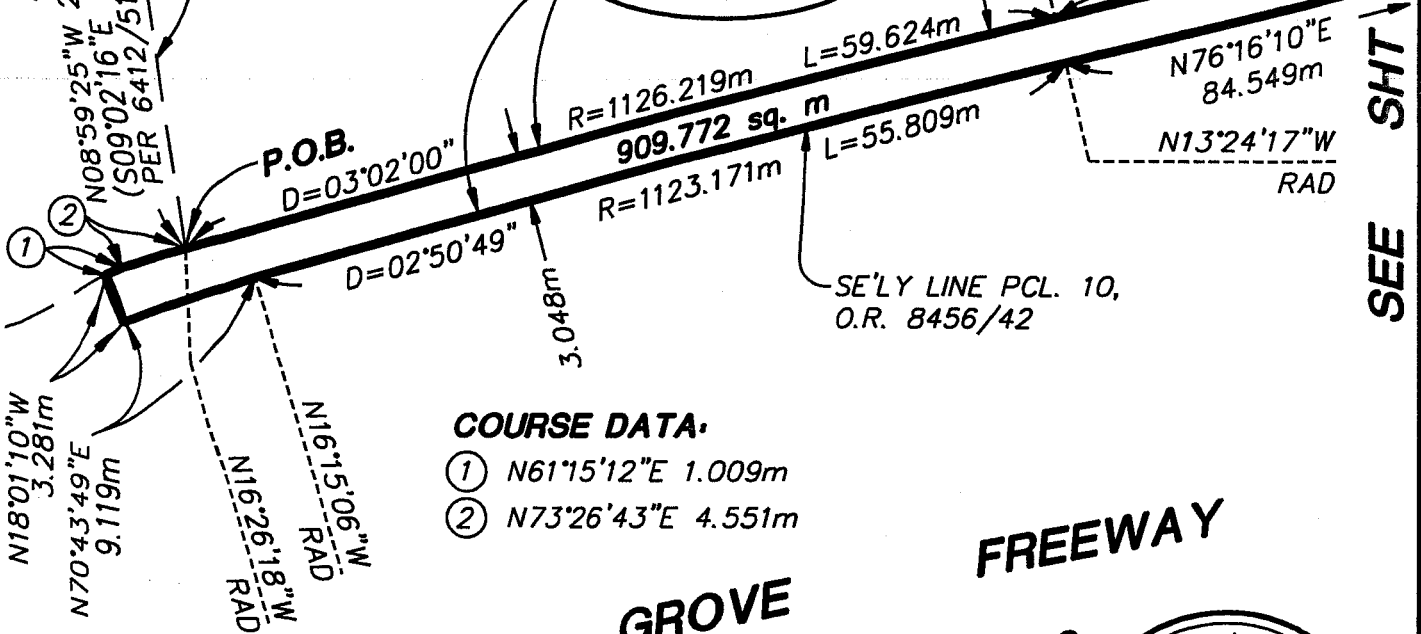 N08°59'25"W
(S09°02'16"E
PER 6412/51
P.O.B.
D=03°02'00"
R=1126.219m
L=59.624m
909.772 sq. m
D=02°50'49"
R=1123.171m
L=55.809m
N76°16'10"E
84.549m
N13°24'17"W
RAD
SEE SHT
3.048m
SE'LY LINE PCL. 10,
O.R. 8456/42
N18°01'10"W
3.281m
N70°43'49"E
9.119m
N16°26'18"W
RAD
N16°15'06"W
RAD
COURSE DATA:
1 N61°15'12"E 1.009m
2 N73°26'43"E 4.551m
1
2
GROVE
FREEWAY